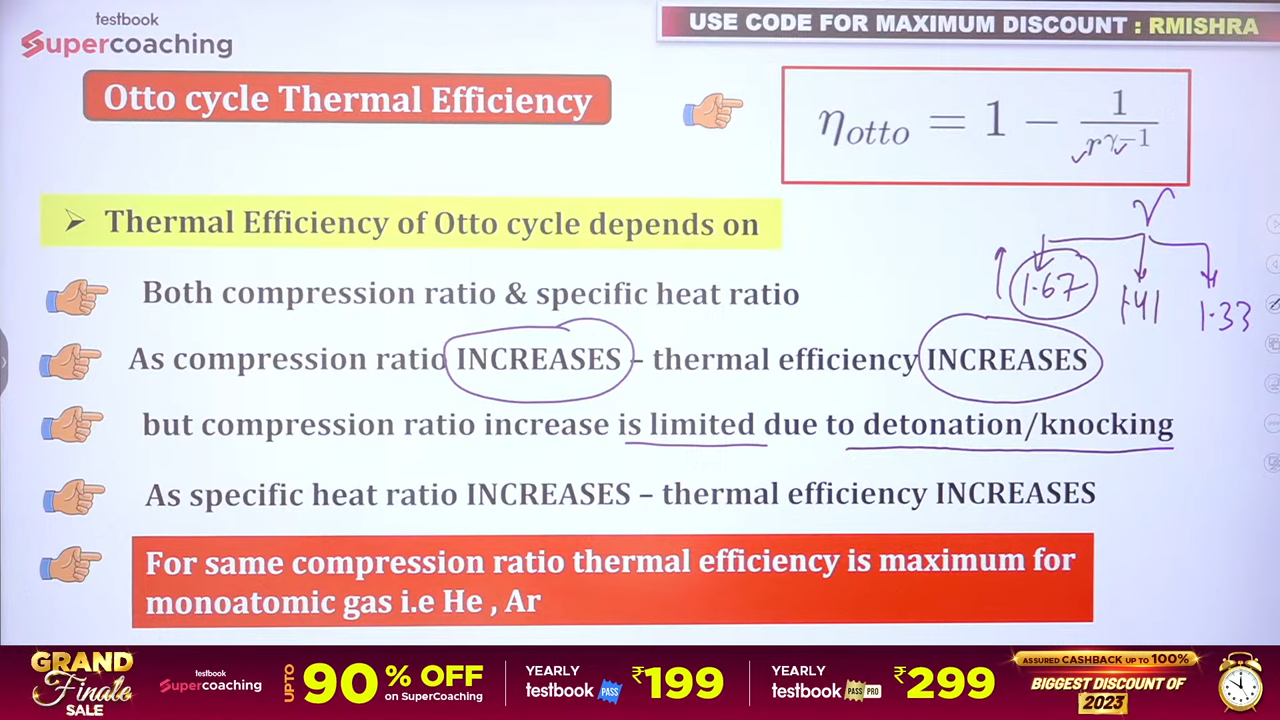 testbook
Supercoaching
USE CODE FOR MAXIMUM DISCOUNT : RMISHRA
Otto cycle Thermal Efficiency
η_otto = 1 − 1/r^(γ−1)
➢ Thermal Efficiency of Otto cycle depends on
γ
↑ 1.67 1.41 1.33
Both compression ratio & specific heat ratio
As compression ratio INCREASES – thermal efficiency INCREASES
but compression ratio increase is limited due to detonation/knocking
As specific heat ratio INCREASES – thermal efficiency INCREASES
For same compression ratio thermal efficiency is maximum for
monoatomic gas i.e He , Ar
GRAND
Finale
SALE
testbook
Supercoaching
UPTO 90% OFF
on SuperCoaching
YEARLY
testbook PASS
₹199
YEARLY
testbook PASS PRO
₹299
ASSURED CASHBACK UP TO 100%
BIGGEST DISCOUNT OF
2023